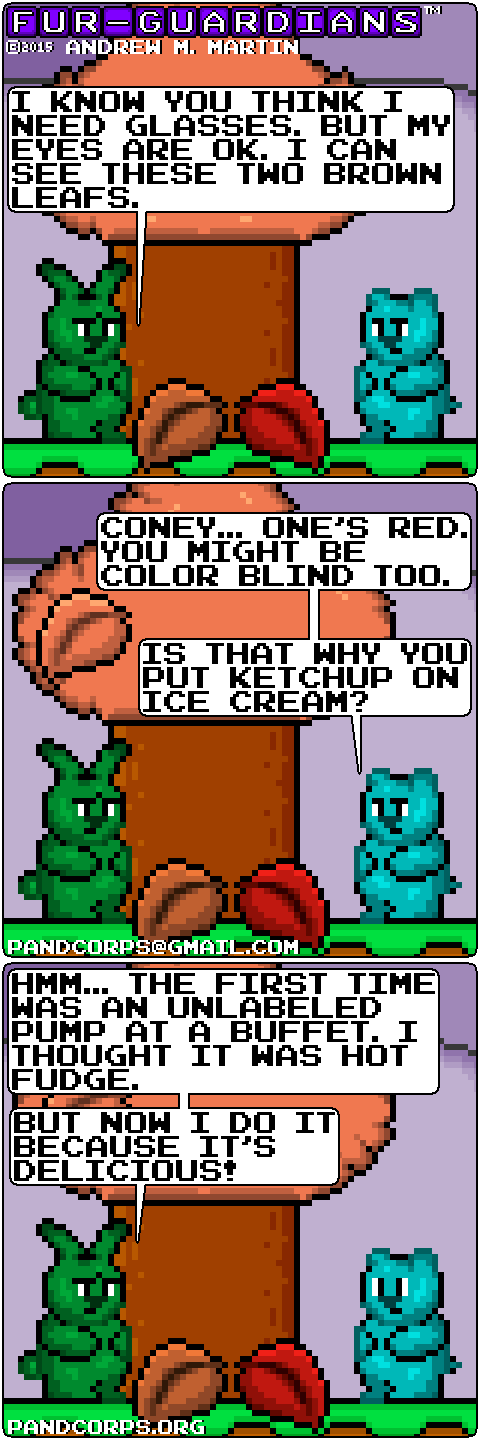 FUR-GUARDIANS™
©2015 ANDREW M. MARTIN
I KNOW YOU THINK I
NEED GLASSES. BUT MY
EYES ARE OK. I CAN
SEE THESE TWO BROWN
LEAFS.
CONEY... ONE'S RED.
YOU MIGHT BE
COLOR BLIND TOO.
IS THAT WHY YOU
PUT KETCHUP ON
ICE CREAM?
PANDCORPS@GMAIL.COM
HMM... THE FIRST TIME
WAS AN UNLABELED
PUMP AT A BUFFET. I
THOUGHT IT WAS HOT
FUDGE.
BUT NOW I DO IT
BECAUSE IT'S
DELICIOUS!
PANDCORPS.ORG